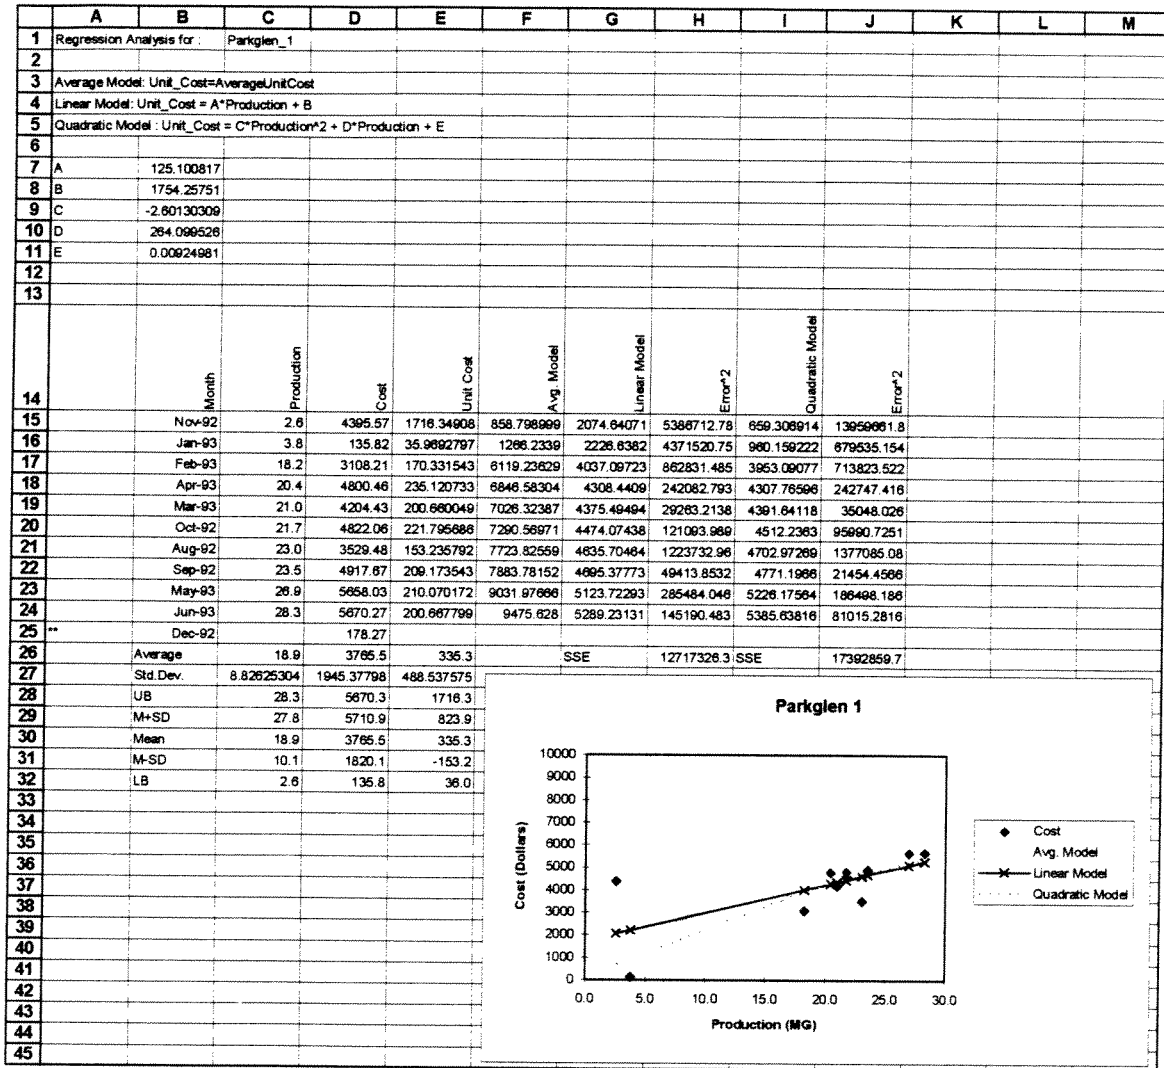 A B C D E F G H I J K L M
1 Regression Analysis for : Parkglen_1
2
3 Average Model: Unit_Cost=AverageUnitCost
4 Linear Model: Unit_Cost = A*Production + B
5 Quadratic Model : Unit_Cost = C*Production^2 + D*Production + E
6
7 A 125.100817
8 B 1754.25751
9 C -2.60130309
10 D 264.099526
11 E 0.00924981
12
13
14 Month Production Cost Unit Cost Avg. Model Linear Model Error^2 Quadratic Model Error^2
15 Nov-92 2.6 4395.57 1716.34908 858.798999 2074.64071 5386712.78 659.306914 13959661.8
16 Jan-93 3.8 135.82 35.9692797 1266.2339 2226.6382 4371520.75 960.159222 679535.154
17 Feb-93 18.2 3108.21 170.331543 6119.23629 4037.09723 862831.485 3953.09077 713823.522
18 Apr-93 20.4 4800.46 235.120733 6846.58304 4308.4409 242082.793 4307.76596 242747.416
19 Mar-93 21.0 4204.43 200.660049 7026.32387 4375.49494 29263.2138 4391.64118 35048.026
20 Oct-92 21.7 4822.06 221.795686 7290.56971 4474.07438 121093.989 4512.2363 95990.7251
21 Aug-92 23.0 3529.48 153.235792 7723.82559 4635.70464 1223732.96 4702.97269 1377085.08
22 Sep-92 23.5 4917.67 209.173543 7883.78152 4695.37773 49413.8532 4771.1966 21454.4566
23 May-93 26.9 5658.03 210.070172 9031.97666 5123.72293 285484.046 5226.17564 186498.186
24 Jun-93 28.3 5670.27 200.667799 9475.628 5289.23131 145190.483 5385.63816 81015.2816
25 ** Dec-92 178.27
26 Average 18.9 3765.5 335.3 SSE 12717326.3 SSE 17392859.7
27 Std.Dev. 8.82625304 1945.37798 488.537575
28 UB 28.3 5670.3 1716.3
29 M+SD 27.8 5710.9 823.9
30 Mean 18.9 3765.5 335.3
31 M-SD 10.1 1820.1 -153.2
32 LB 2.6 135.8 36.0
33
34
35
36
37
38
39
40
41
42
43
44
45
Parkglen 1
Cost (Dollars)
10000
9000
8000
7000
6000
5000
4000
3000
2000
1000
0
0.0 5.0 10.0 15.0 20.0 25.0 30.0
Production (MG)
Cost
Avg. Model
Linear Model
Quadratic Model